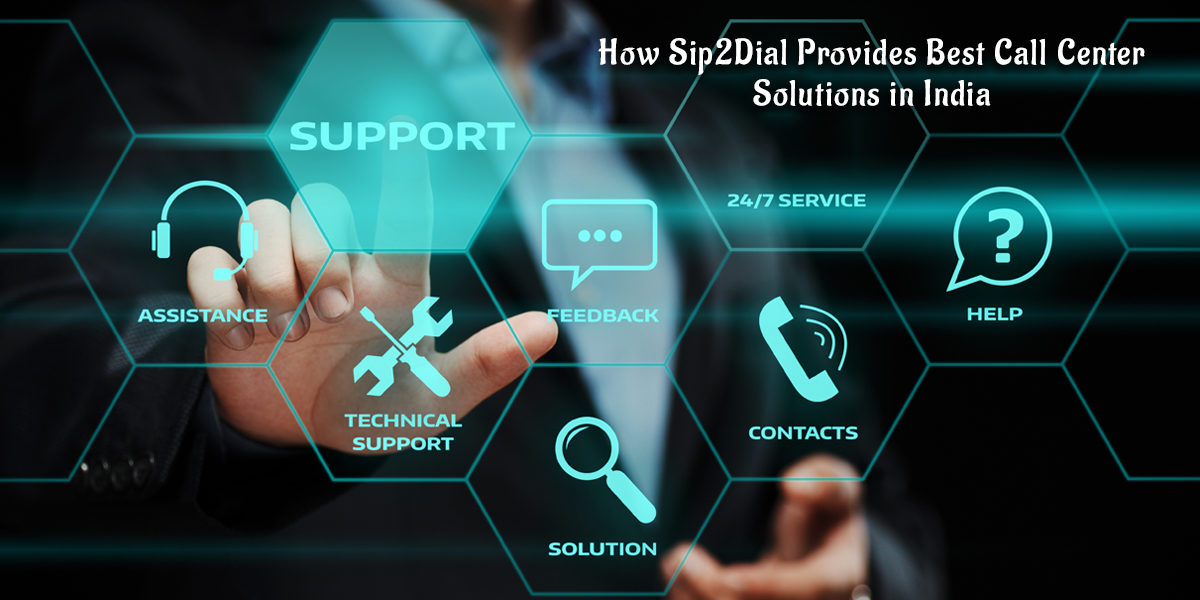 How Sip2Dial Provides Best Call Center
Solutions in India
SUPPORT
24/7 SERVICE
ASSISTANCE
FEEDBACK
HELP
TECHNICAL
SUPPORT
CONTACTS
SOLUTION